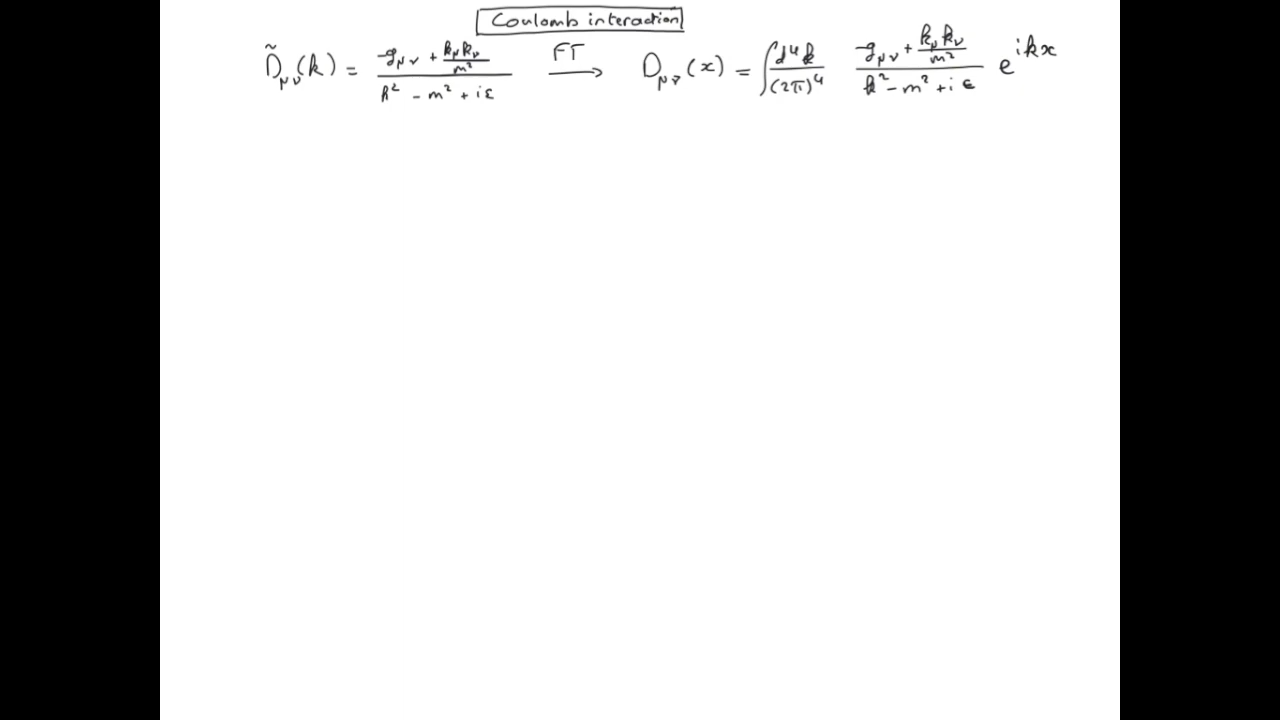 Coulomb interaction
D̃_μν(k) = (-g_μν + k_μk_ν/m²)/(k² - m² + iε) FT → D_μν(x) = ∫ d⁴k/(2π)⁴ (-g_μν + k_μk_ν/m²)/(k² - m² + iε) e^{ikx}